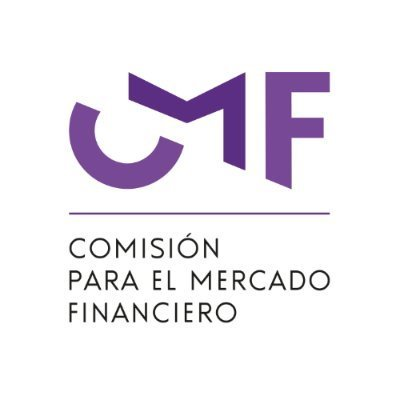 CMF
COMISIÓN
PARA EL MERCADO
FINANCIERO